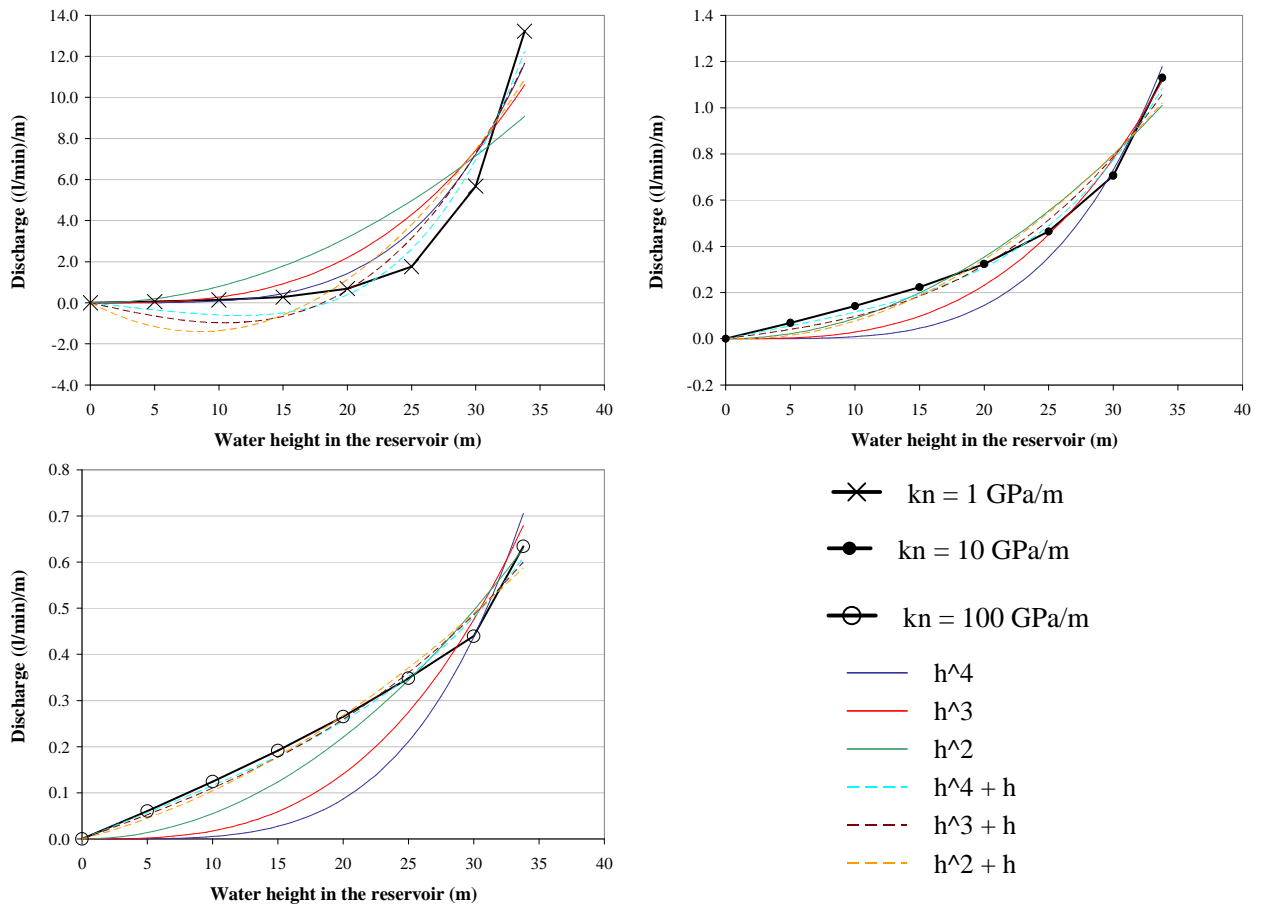 14.0
12.0
10.0
8.0
6.0
4.0
2.0
0.0
-2.0
-4.0
Discharge ((l/min)/m)
0 5 10 15 20 25 30 35 40
Water height in the reservoir (m)
1.4
1.2
1.0
0.8
0.6
0.4
0.2
0.0
-0.2
Discharge ((l/min)/m)
0 5 10 15 20 25 30 35 40
Water height in the reservoir (m)
0.8
0.7
0.6
0.5
0.4
0.3
0.2
0.1
0.0
Discharge ((l/min)/m)
0 5 10 15 20 25 30 35 40
Water height in the reservoir (m)
kn = 1 GPa/m
kn = 10 GPa/m
kn = 100 GPa/m
h^4
h^3
h^2
h^4 + h
h^3 + h
h^2 + h